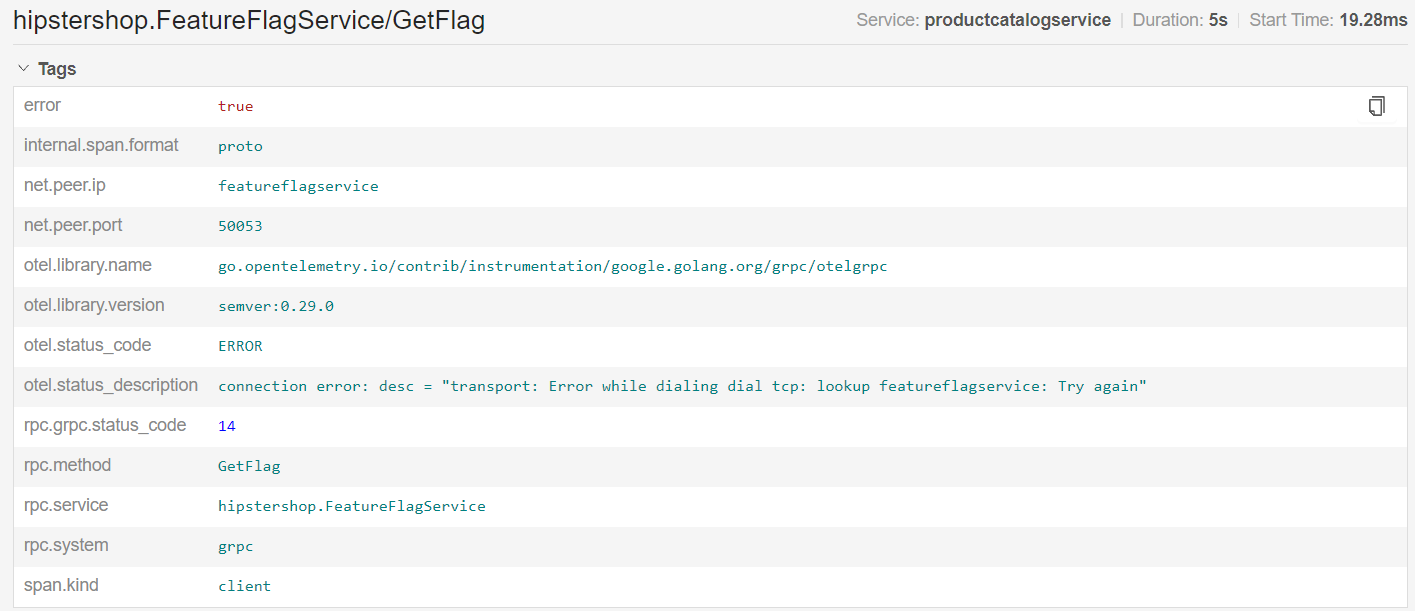 hipstershop.FeatureFlagService/GetFlag
Service: productcatalogservice | Duration: 5s | Start Time: 19.28ms
Tags
error true
internal.span.format proto
net.peer.ip featureflagservice
net.peer.port 50053
otel.library.name go.opentelemetry.io/contrib/instrumentation/google.golang.org/grpc/otelgrpc
otel.library.version semver:0.29.0
otel.status_code ERROR
otel.status_description connection error: desc = "transport: Error while dialing dial tcp: lookup featureflagservice: Try again"
rpc.grpc.status_code 14
rpc.method GetFlag
rpc.service hipstershop.FeatureFlagService
rpc.system grpc
span.kind client